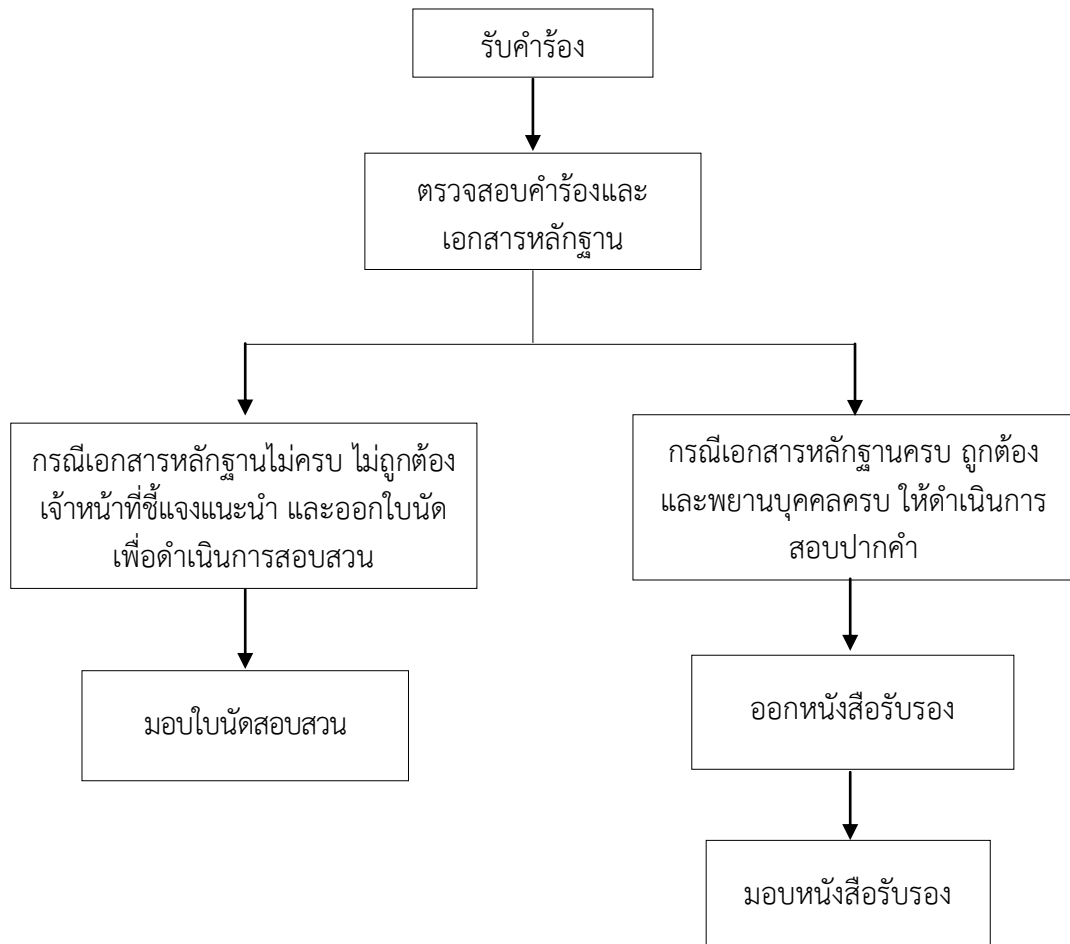 รับคำร้อง
ตรวจสอบคำร้องและ
เอกสารหลักฐาน
กรณีเอกสารหลักฐานไม่ครบ ไม่ถูกต้อง
เจ้าหน้าที่ชี้แจงแนะนำ และออกใบนัด
เพื่อดำเนินการสอบสวน
กรณีเอกสารหลักฐานครบ ถูกต้อง
และพยานบุคคลครบ ให้ดำเนินการ
สอบปากคำ
มอบใบนัดสอบสวน
ออกหนังสือรับรอง
มอบหนังสือรับรอง